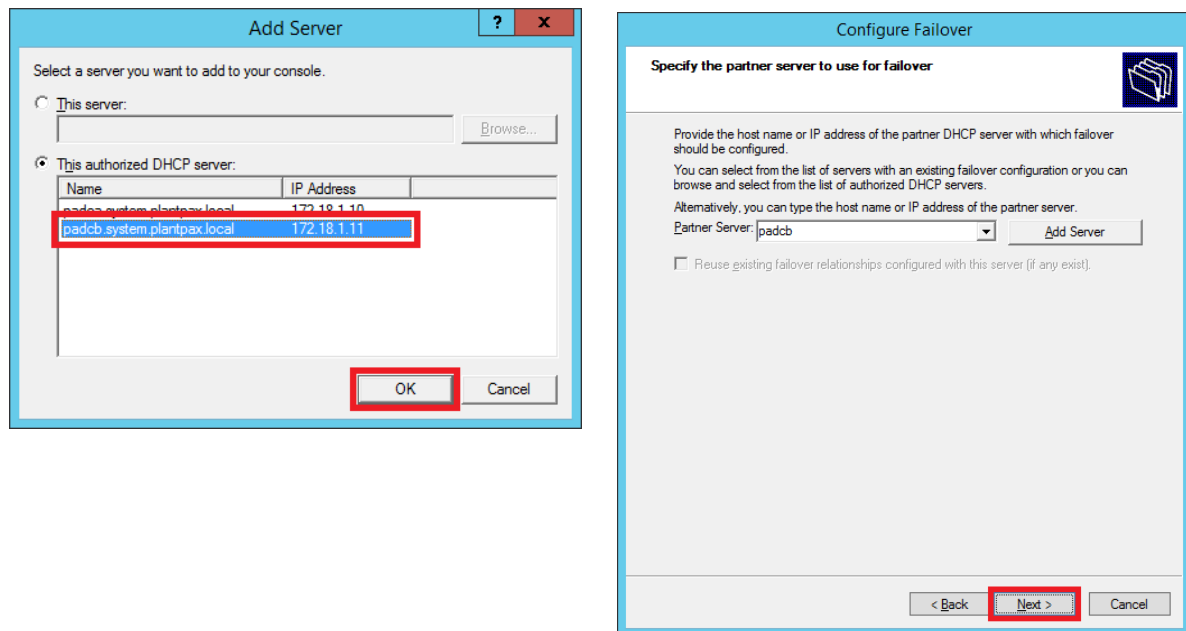 Add Server
?
x
Select a server you want to add to your console.
This server:
Browse...
This authorized DHCP server:
Name IP Address
172.18.1.10
padcb.system.plantpax.local 172.18.1.11
OK Cancel
Configure Failover
Specify the partner server to use for failover
Provide the host name or IP address of the partner DHCP server with which failover
should be configured.
You can select from the list of servers with an existing failover configuration or you can
browse and select from the list of authorized DHCP servers.
Alternatively, you can type the host name or IP address of the partner server.
Partner Server: padcb Add Server
Reuse existing failover relationships configured with this server (if any exist).
< Back Next > Cancel